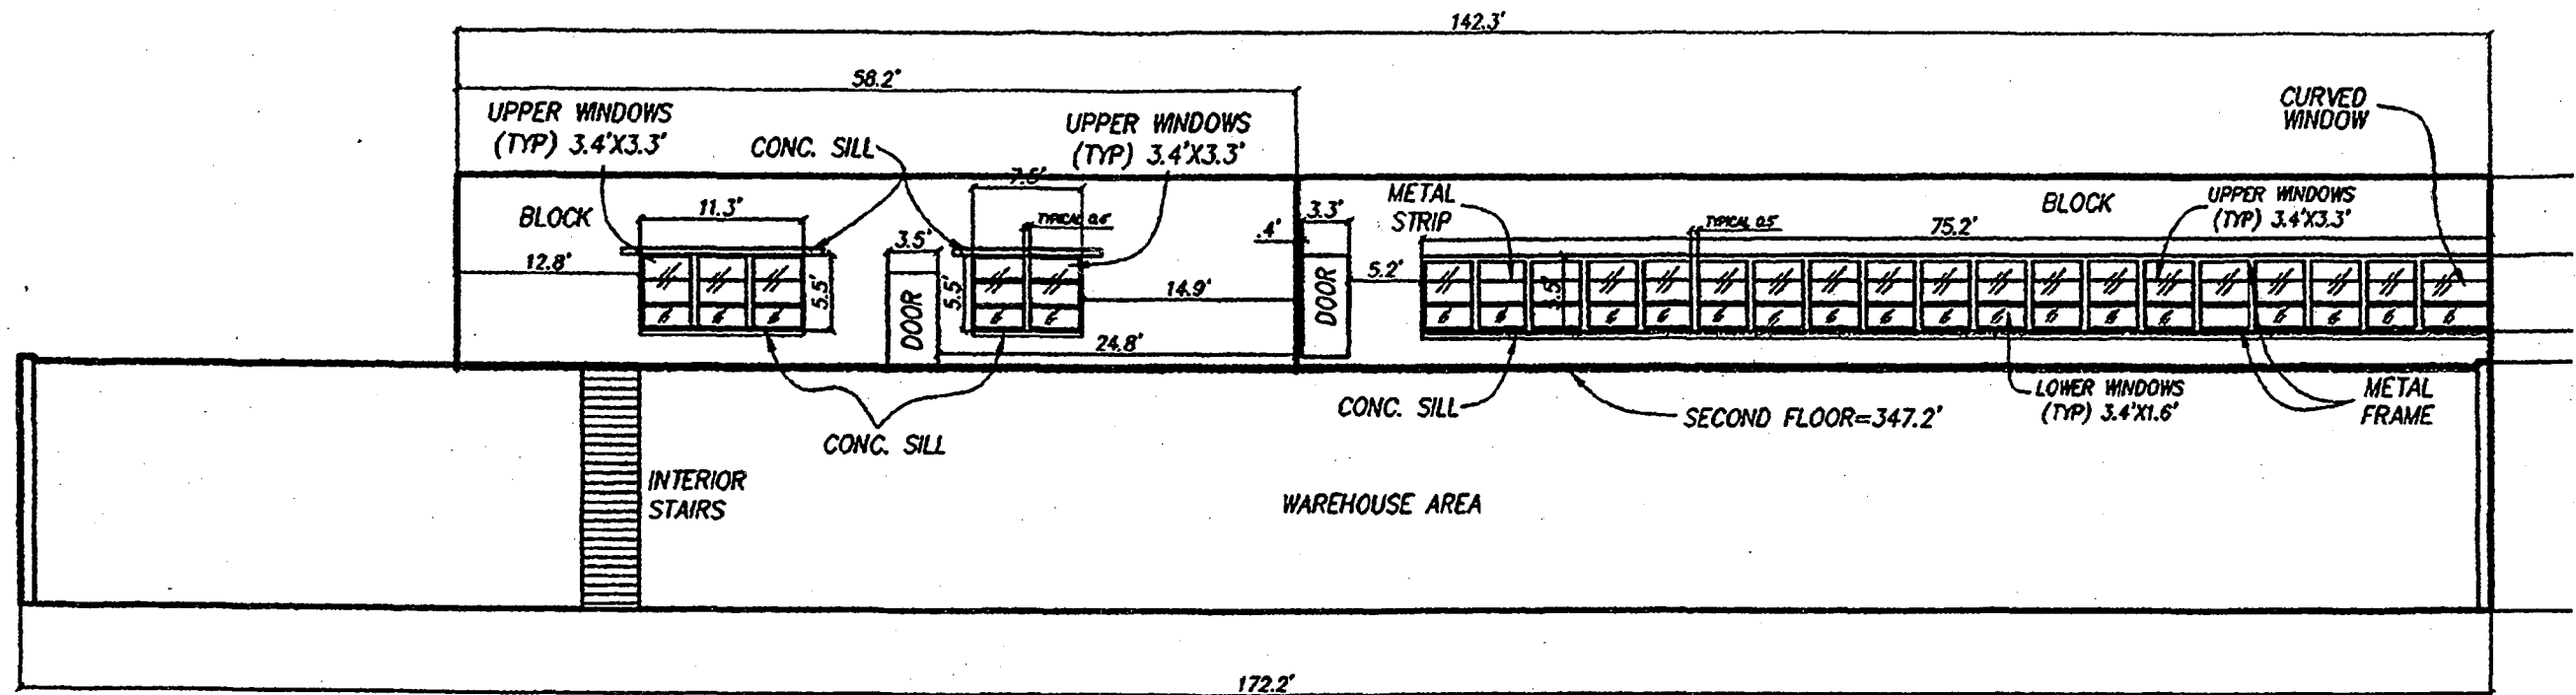 142.3'
58.2'
UPPER WINDOWS
(TYP) 3.4'X3.3'
CONC. SILL
UPPER WINDOWS
(TYP) 3.4'X3.3'
CURVED
WINDOW
BLOCK
11.3'
12.8'
5.5'
3.5'
DOOR
5.5'
TYPICAL
14.9'
24.8'
.4'
3.3'
DOOR
METAL
STRIP
5.2'
TYPICAL 0.5'
BLOCK
UPPER WINDOWS
(TYP) 3.4'X3.3'
75.2'
5.5'
CONC. SILL
CONC. SILL
SECOND FLOOR=347.2'
LOWER WINDOWS
(TYP) 3.4'X1.6'
METAL
FRAME
INTERIOR
STAIRS
WAREHOUSE AREA
172.2'